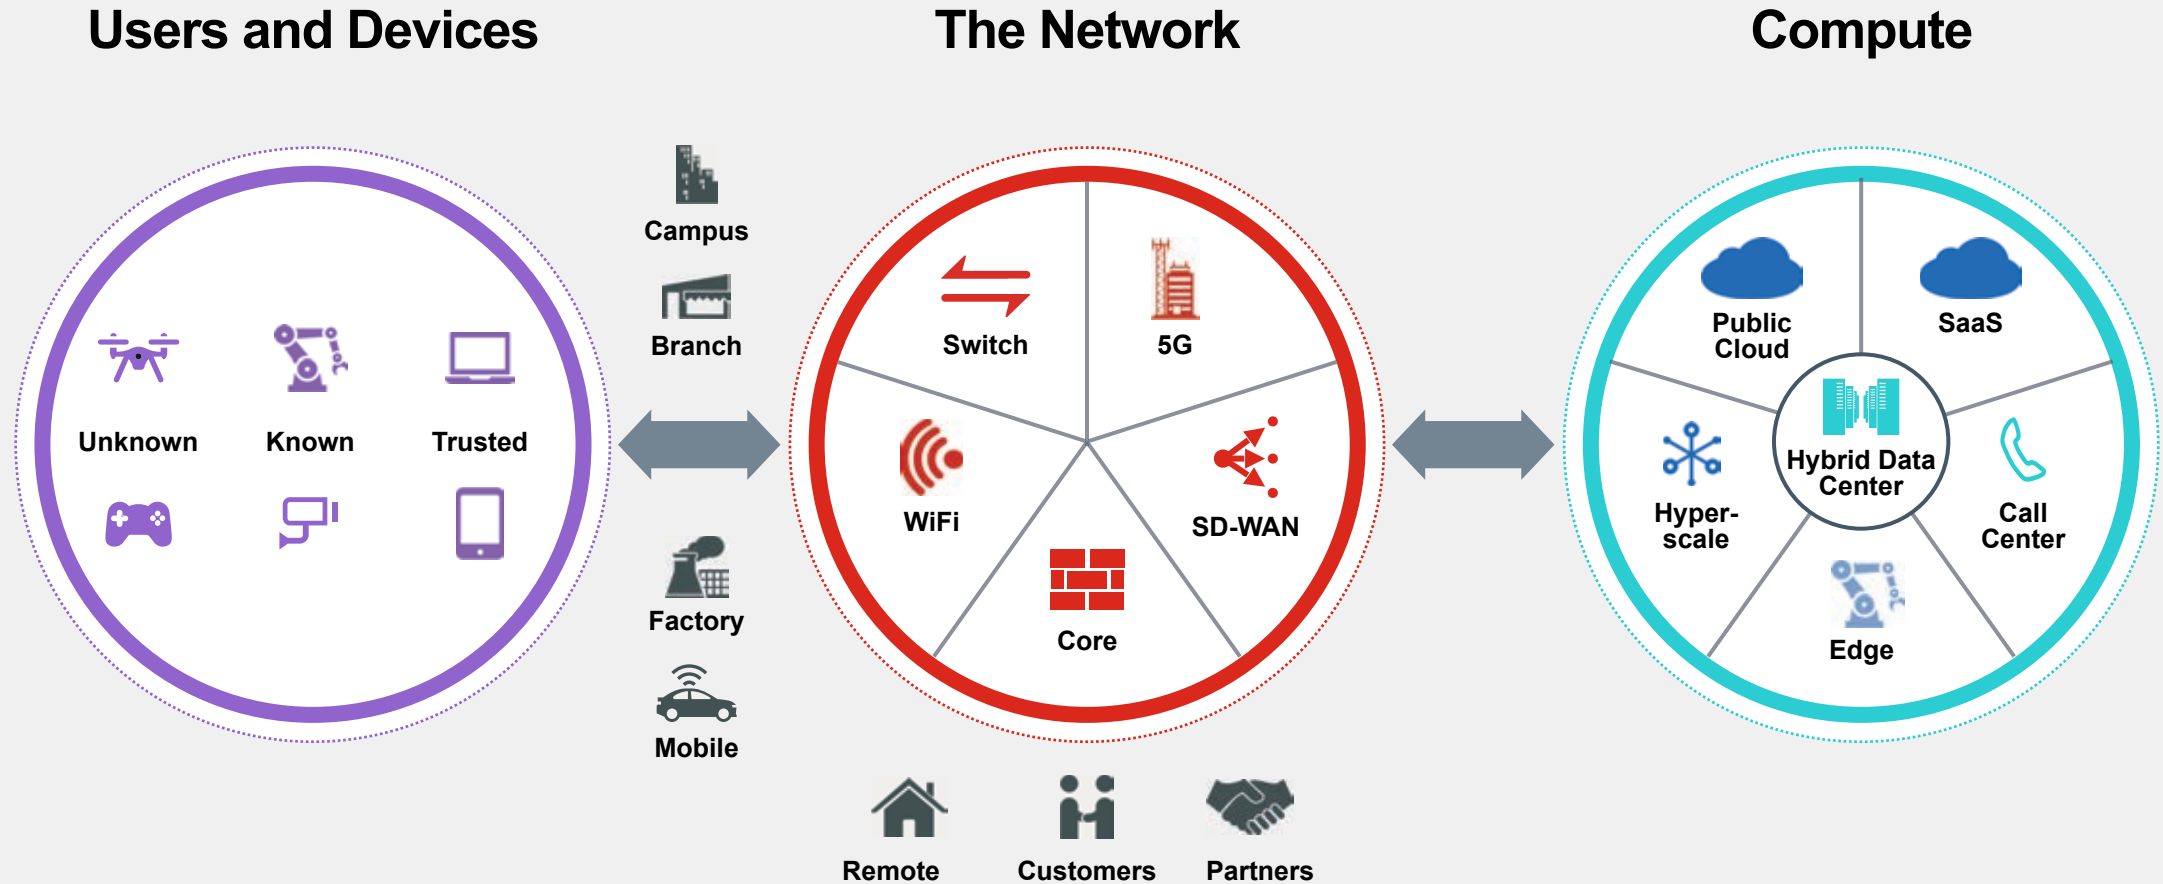 Users and Devices
The Network
Compute
Campus
Branch
Factory
Mobile
Unknown
Known
Trusted
Switch
5G
WiFi
SD-WAN
Core
Public
Cloud
SaaS
Hybrid Data
Center
Hyper-
scale
Call
Center
Edge
Remote
Customers
Partners